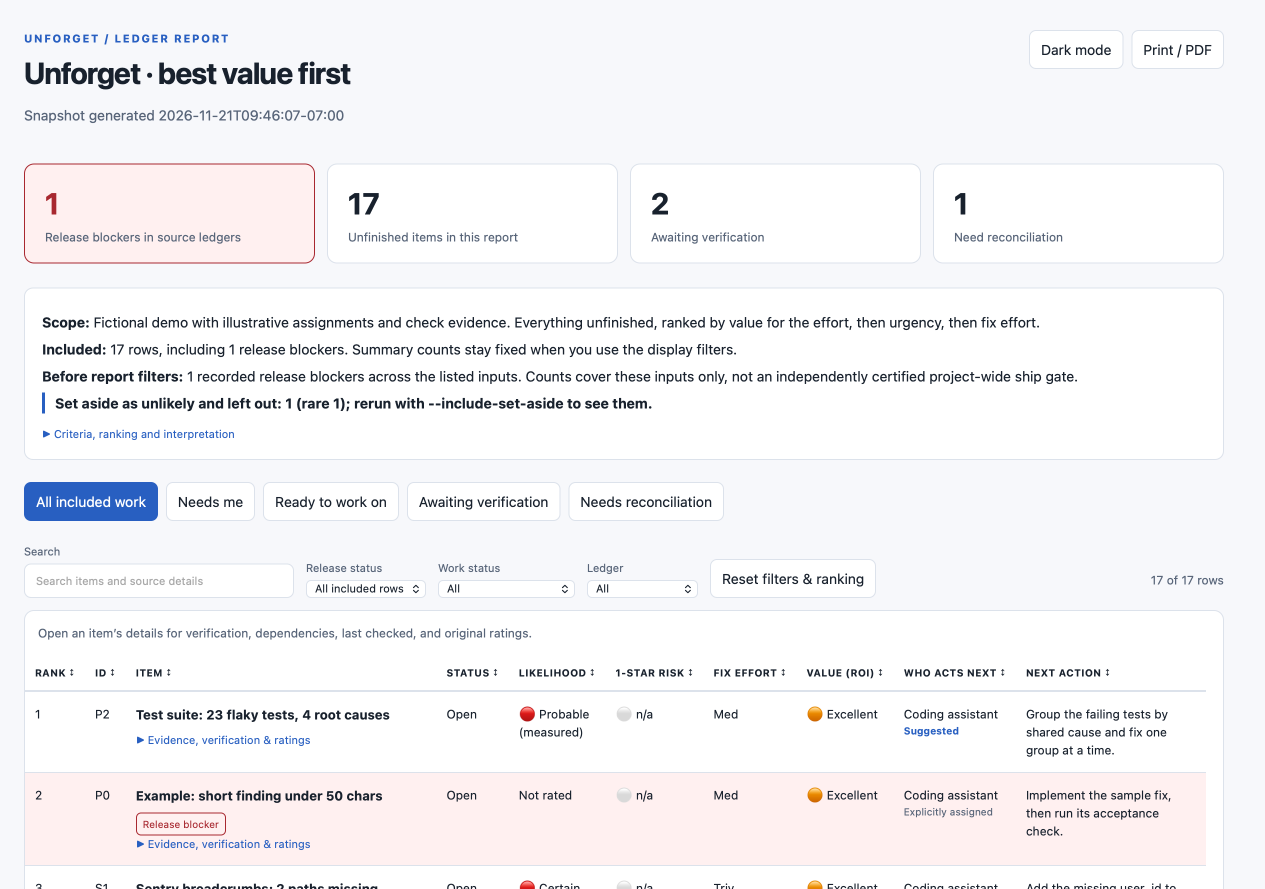 UNFORGET / LEDGER REPORT
Unforget · best value first
Snapshot generated 2026-11-21T09:46:07-07:00
Dark mode
Print / PDF
1
Release blockers in source ledgers
17
Unfinished items in this report
2
Awaiting verification
1
Need reconciliation
Scope: Fictional demo with illustrative assignments and check evidence. Everything unfinished, ranked by value for the effort, then urgency, then fix effort.
Included: 17 rows, including 1 release blockers. Summary counts stay fixed when you use the display filters.
Before report filters: 1 recorded release blockers across the listed inputs. Counts cover these inputs only, not an independently certified project-wide ship gate.
Set aside as unlikely and left out: 1 (rare 1); rerun with --include-set-aside to see them.
▶ Criteria, ranking and interpretation
All included work
Needs me
Ready to work on
Awaiting verification
Needs reconciliation
Search
Search items and source details
Release status
All included rows
Work status
All
Ledger
All
Reset filters & ranking
17 of 17 rows
Open an item's details for verification, dependencies, last checked, and original ratings.
RANK ↕ ID ↕ ITEM ↕ STATUS ↕ LIKELIHOOD ↕ 1-STAR RISK ↕ FIX EFFORT ↕ VALUE (ROI) ↕ WHO ACTS NEXT ↕ NEXT ACTION ↕
1
P2
Test suite: 23 flaky tests, 4 root causes
▶ Evidence, verification & ratings
Open
Probable
(measured)
n/a
Med
Excellent
Coding assistant
Suggested
Group the failing tests by
shared cause and fix one
group at a time.
2
P0
Example: short finding under 50 chars
Release blocker
▶ Evidence, verification & ratings
Open
Not rated
n/a
Med
Excellent
Coding assistant
Explicitly assigned
Implement the sample fix,
then run its acceptance
check.
3
S1
Sentry breadcrumbs: 2 paths missing
Open
Certain
n/a
Triv
Excellent
Coding assistant
Add the missing user_id to